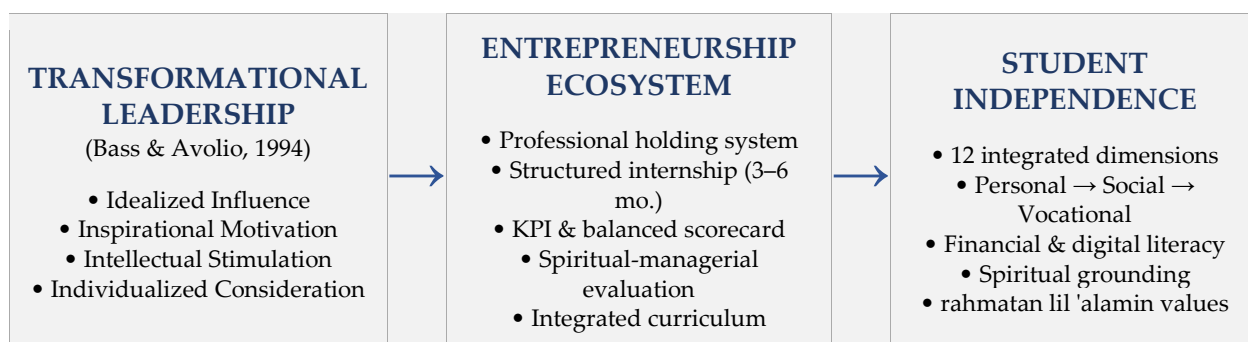 TRANSFORMATIONAL
LEADERSHIP
(Bass & Avolio, 1994)
• Idealized Influence
• Inspirational Motivation
• Intellectual Stimulation
• Individualized Consideration
ENTREPRENEURSHIP
ECOSYSTEM
• Professional holding system
• Structured internship (3–6
mo.)
• KPI & balanced scorecard
• Spiritual-managerial
evaluation
• Integrated curriculum
STUDENT
INDEPENDENCE
• 12 integrated dimensions
• Personal → Social →
Vocational
• Financial & digital literacy
• Spiritual grounding
• rahmatan lil 'alamin values